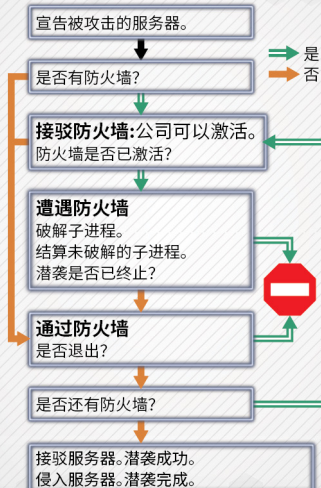 宣告被攻击的服务器。
是
否
是否有防火墙？
接驳防火墙:公司可以激活。
防火墙是否已激活？
遭遇防火墙
破解子进程。
结算未破解的子进程。
潜袭是否已终止？
通过防火墙
是否退出？
是否还有防火墙？
接驳服务器。潜袭成功。
侵入服务器。潜袭完成。